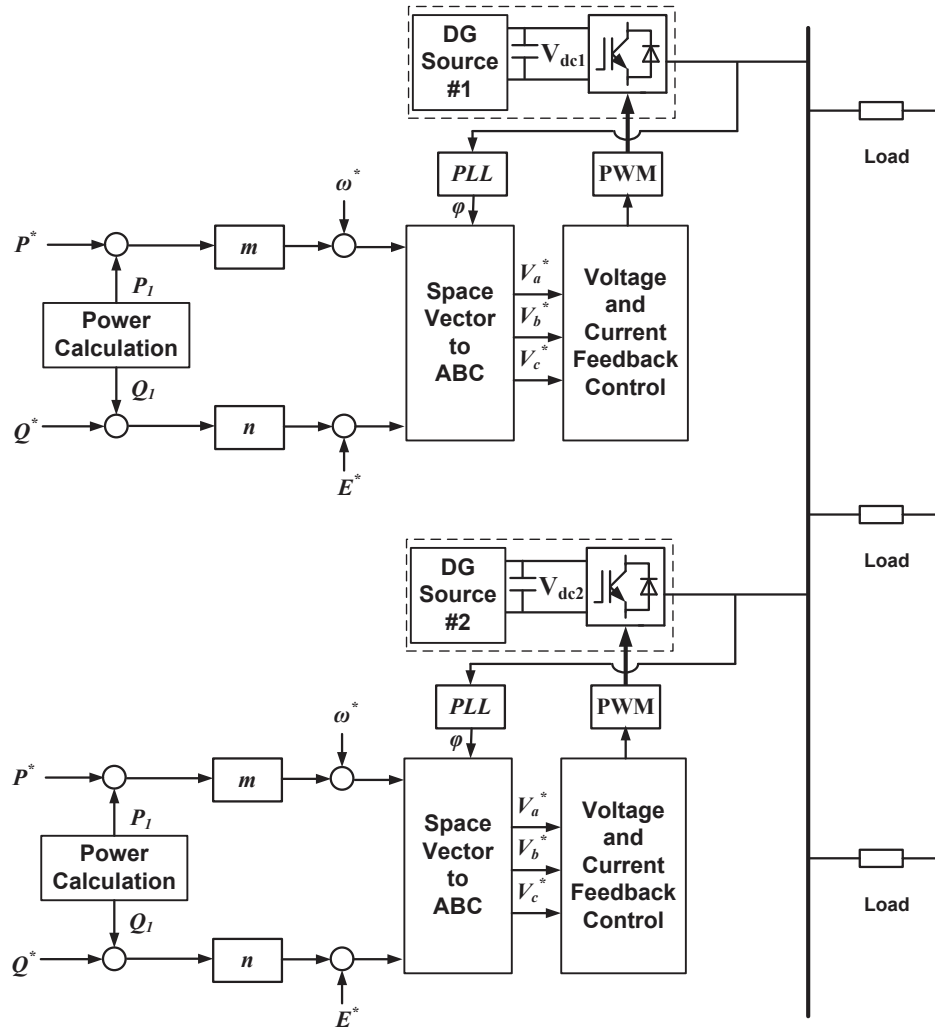 DG
Source
#1
V_dc1
PLL
PWM
φ
ω*
P*
m
P_1
Power
Calculation
Q_1
Q*
n
E*
Space
Vector
to
ABC
V_a*
V_b*
V_c*
Voltage
and
Current
Feedback
Control
Load
DG
Source
#2
V_dc2
PLL
PWM
φ
ω*
P*
m
P_1
Power
Calculation
Q_1
Q*
n
E*
Space
Vector
to
ABC
V_a*
V_b*
V_c*
Voltage
and
Current
Feedback
Control
Load
Load